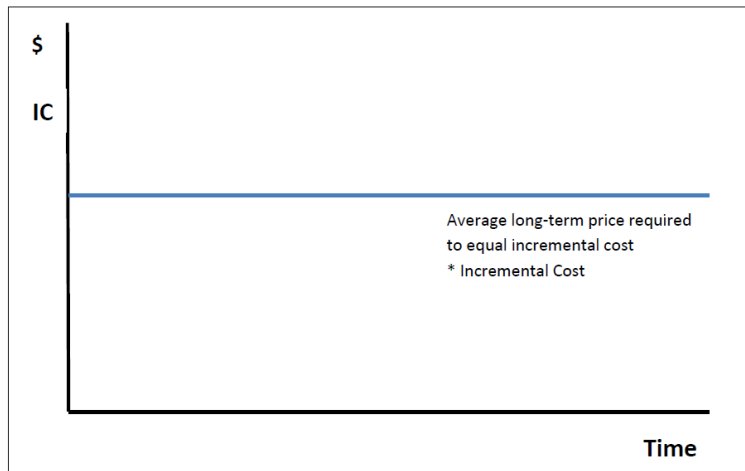 $
IC
Average long-term price required
to equal incremental cost
* Incremental Cost
Time